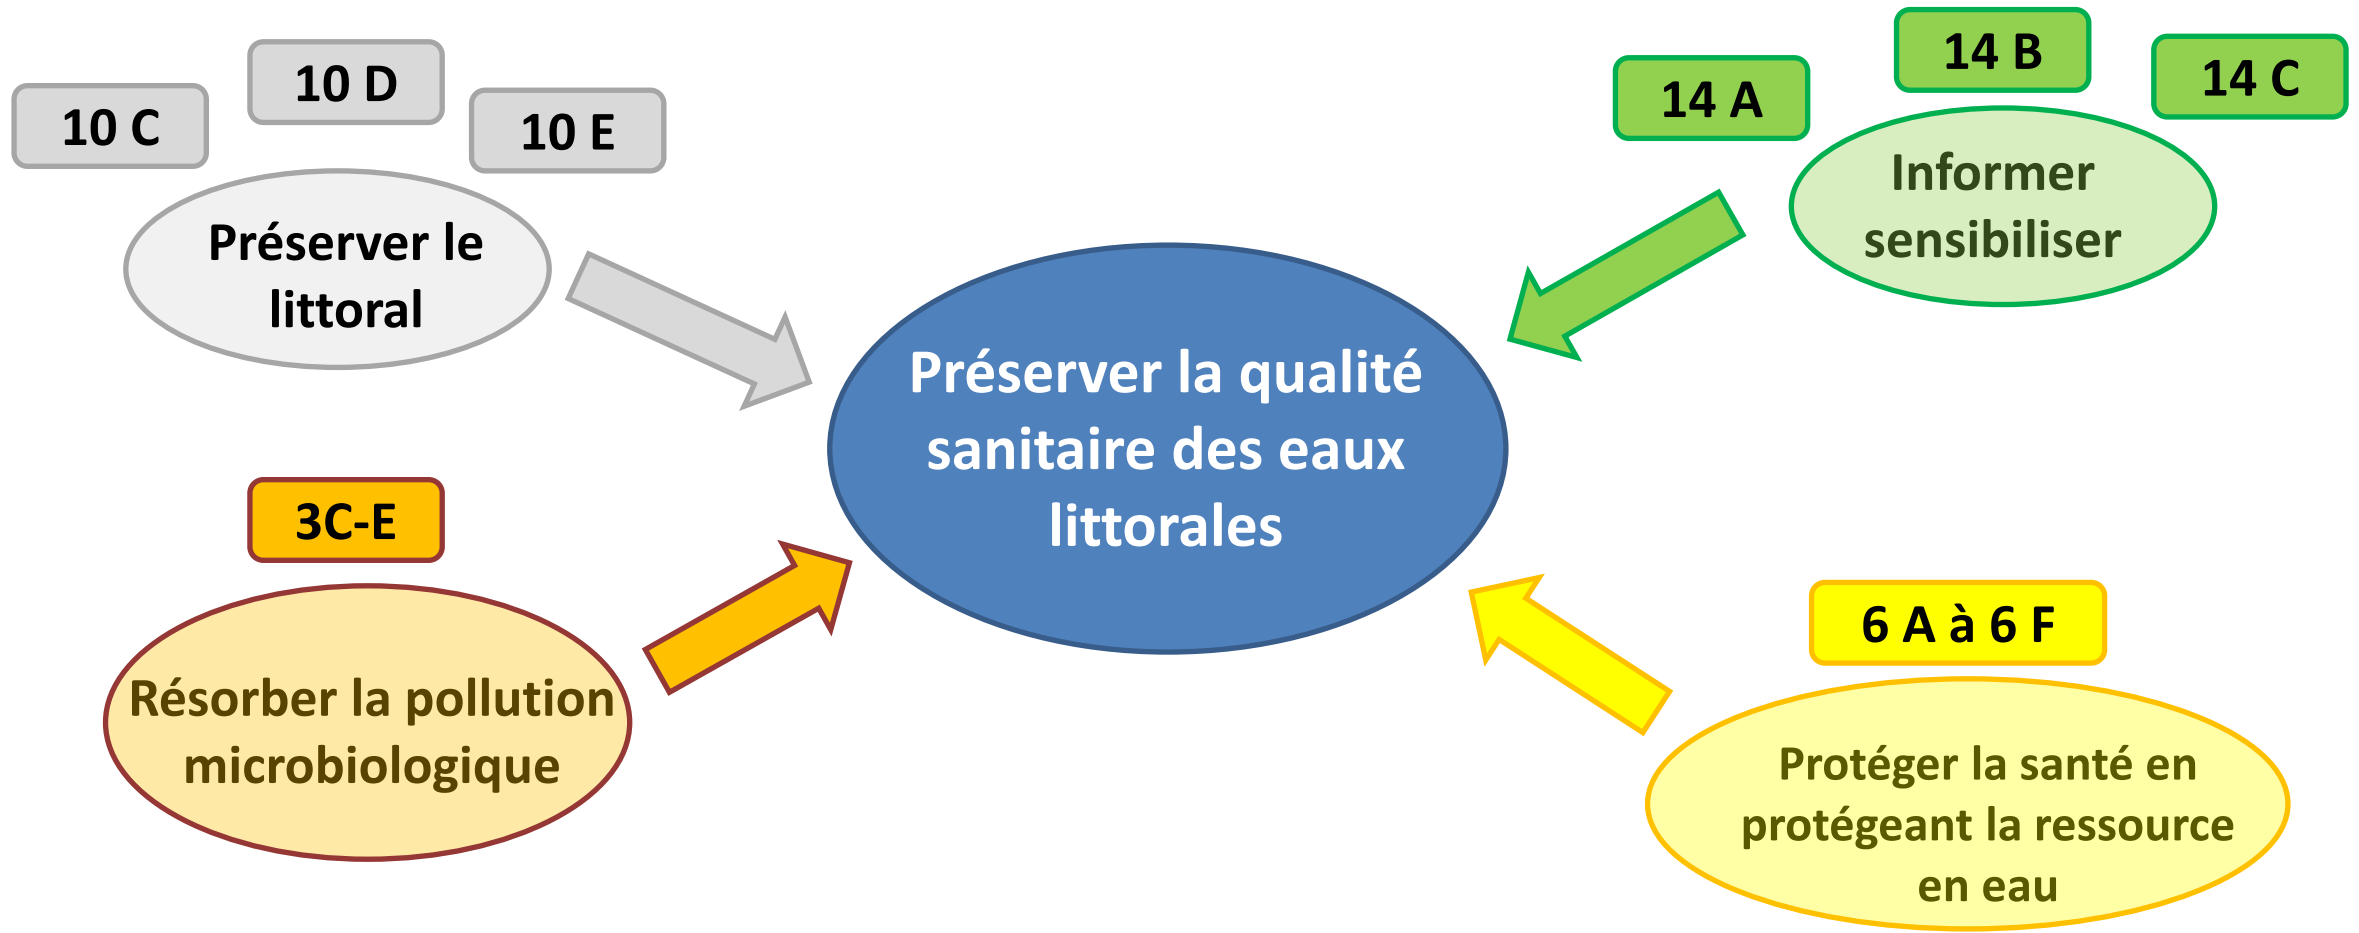 10 C
10 D
10 E
Préserver le
littoral
14 A
14 B
14 C
Informer
sensibiliser
Préserver la qualité
sanitaire des eaux
littorales
3C-E
Résorber la pollution
microbiologique
6 A à 6 F
Protéger la santé en
protégeant la ressource
en eau